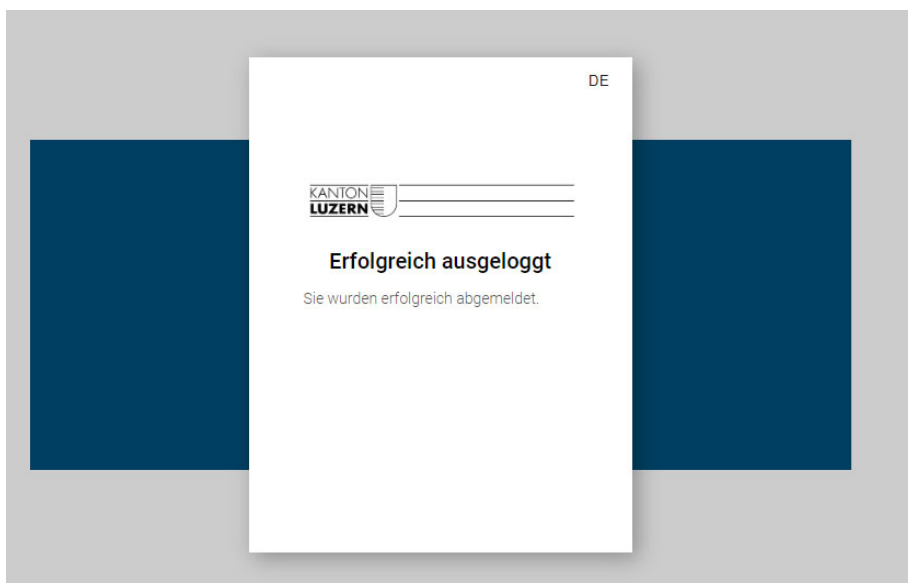 DE
KANTON
LUZERN
Erfolgreich ausgeloggt
Sie wurden erfolgreich abgemeldet.